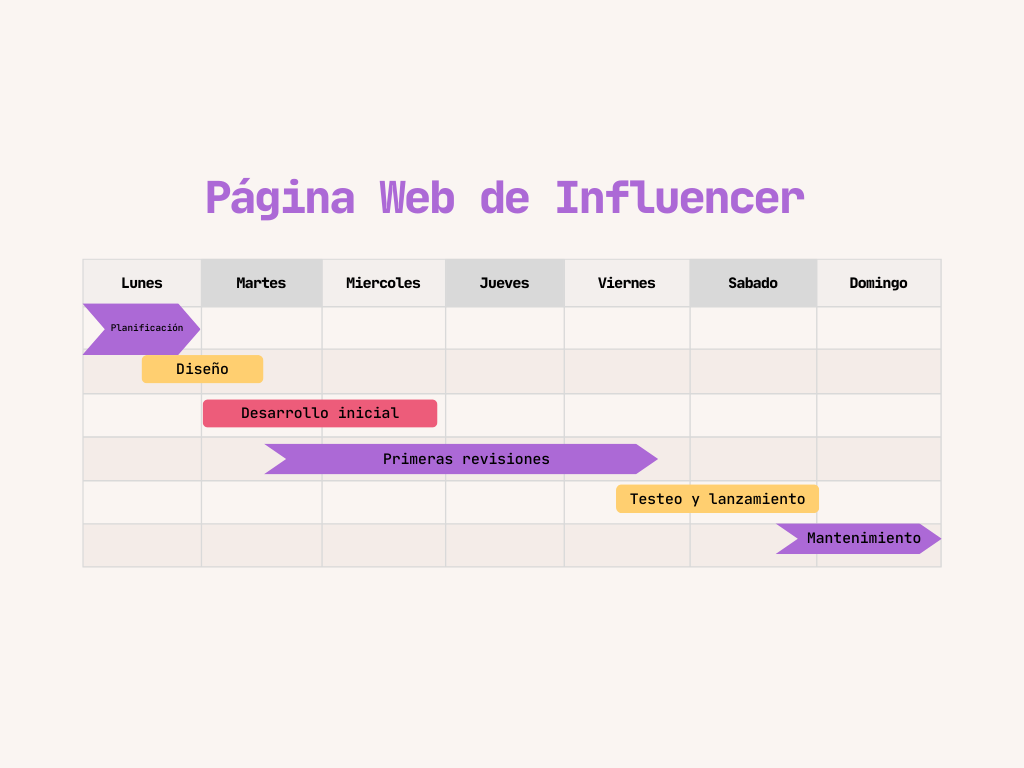 Página Web de Influencer
Lunes Martes Miercoles Jueves Viernes Sabado Domingo
Planificación
Diseño
Desarrollo inicial
Primeras revisiones
Testeo y lanzamiento
Mantenimiento